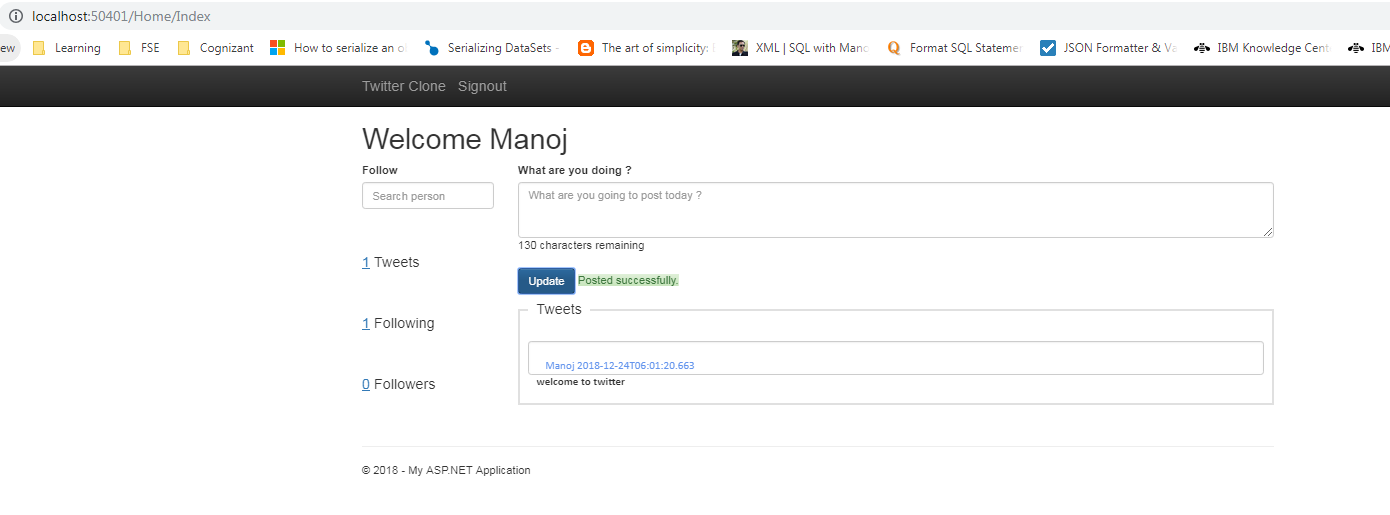 localhost:50401/Home/Index
ew Learning FSE Cognizant How to serialize an o Serializing DataSets - The art of simplicity: XML | SQL with Mano Format SQL Statemen JSON Formatter & Va IBM Knowledge Cente IBM
Twitter Clone Signout
Welcome Manoj
Follow
Search person
1 Tweets
1 Following
0 Followers
What are you doing ?
What are you going to post today ?
130 characters remaining
Update Posted successfully.
Tweets
Manoj 2018-12-24T06:01:20.663
welcome to twitter
© 2018 - My ASP.NET Application